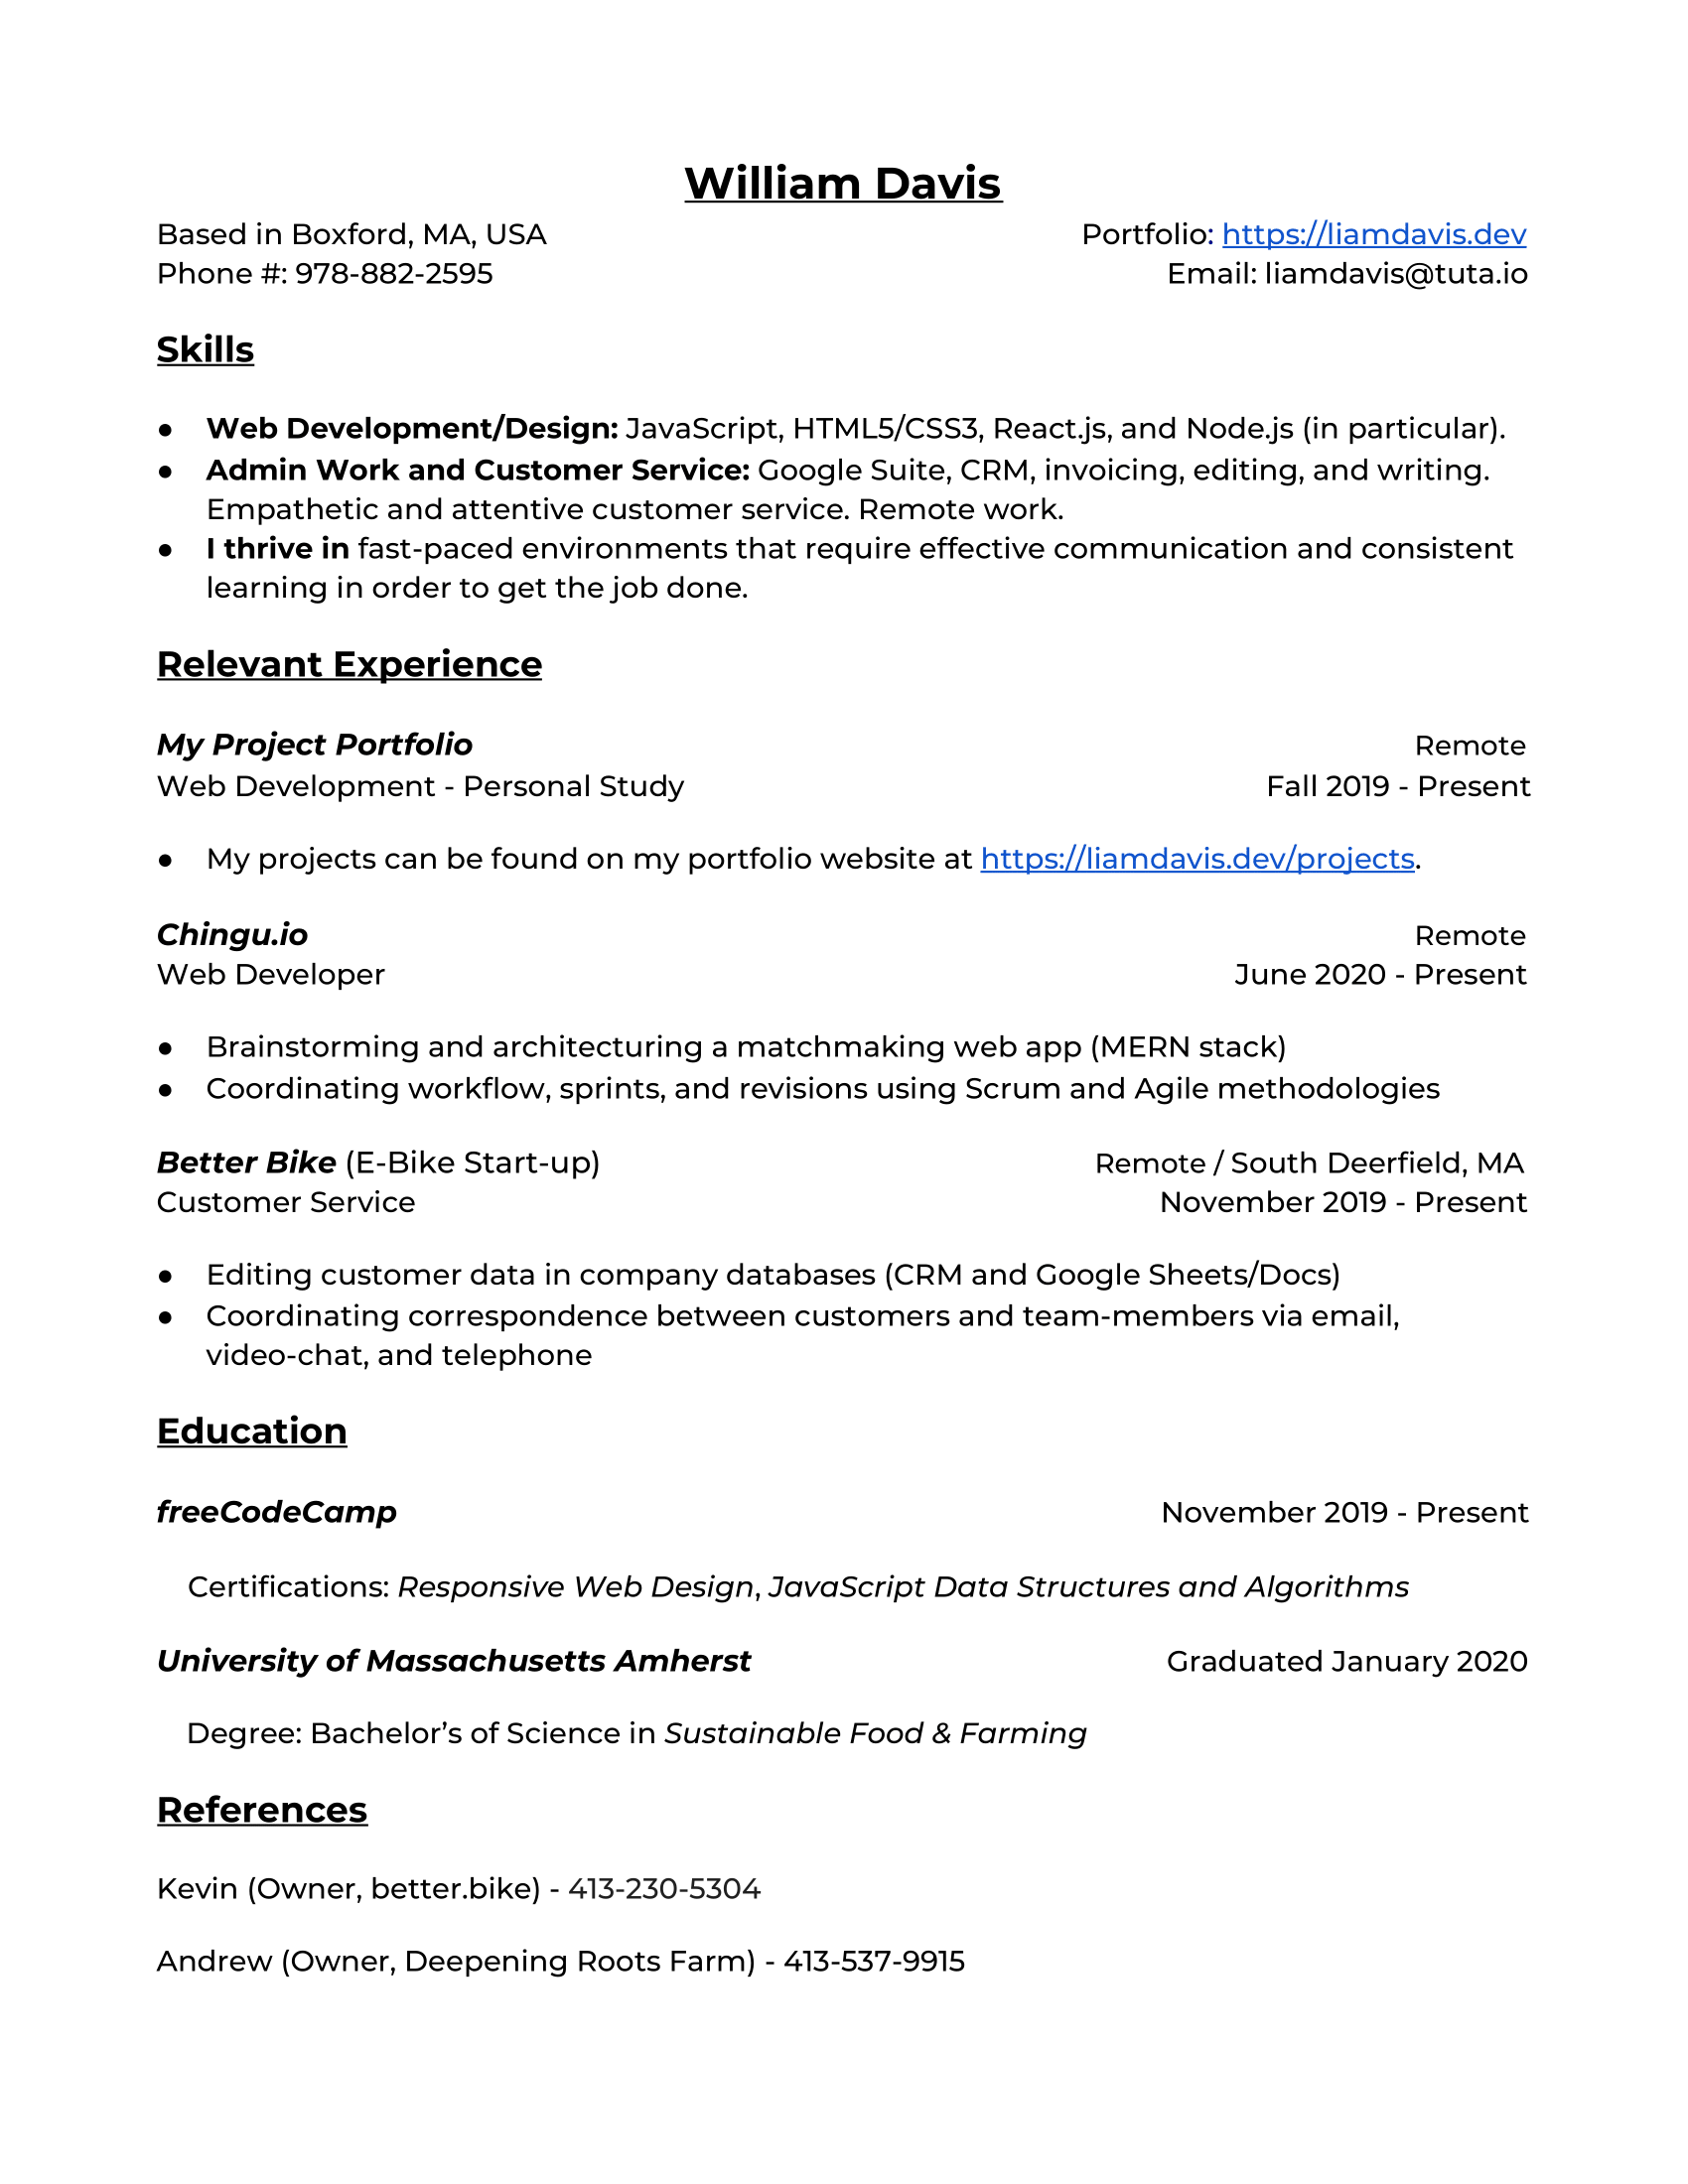 William Davis
Based in Boxford, MA, USA Portfolio: https://liamdavis.dev
Phone #: 978-882-2595 Email: liamdavis@tuta.io
Skills
● Web Development/Design: JavaScript, HTML5/CSS3, React.js, and Node.js (in particular).
● Admin Work and Customer Service: Google Suite, CRM, invoicing, editing, and writing.
Empathetic and attentive customer service. Remote work.
● I thrive in fast-paced environments that require effective communication and consistent
learning in order to get the job done.
Relevant Experience
My Project Portfolio Remote
Web Development - Personal Study Fall 2019 - Present
● My projects can be found on my portfolio website at https://liamdavis.dev/projects.
Chingu.io Remote
Web Developer June 2020 - Present
● Brainstorming and architecturing a matchmaking web app (MERN stack)
● Coordinating workflow, sprints, and revisions using Scrum and Agile methodologies
Better Bike (E-Bike Start-up) Remote / South Deerfield, MA
Customer Service November 2019 - Present
● Editing customer data in company databases (CRM and Google Sheets/Docs)
● Coordinating correspondence between customers and team-members via email,
video-chat, and telephone
Education
freeCodeCamp November 2019 - Present
Certifications: Responsive Web Design, JavaScript Data Structures and Algorithms
University of Massachusetts Amherst Graduated January 2020
Degree: Bachelor’s of Science in Sustainable Food & Farming
References
Kevin (Owner, better.bike) - 413-230-5304
Andrew (Owner, Deepening Roots Farm) - 413-537-9915